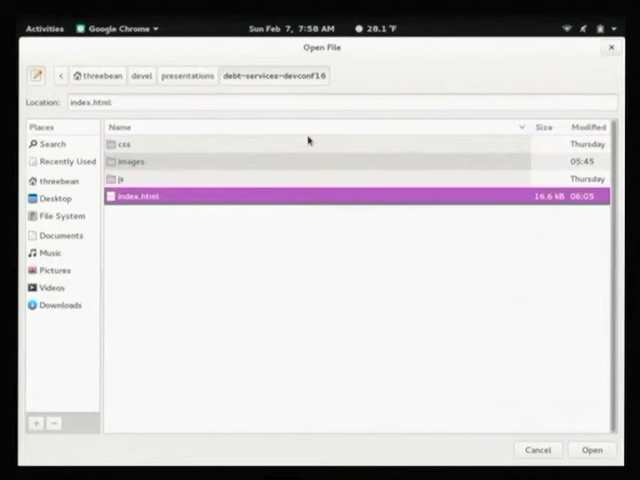 Activities Google Chrome Sun Feb 7, 7:58 AM 28.1 °F
Open File
threebean devel presentations debt-services-devconf16
Location: index.html
Places Name Size Modified
Search css Thursday
Recently Used images 05:45
threebean js Thursday
Desktop index.html 16.6 kB 06:05
File System
Documents
Music
Pictures
Videos
Downloads
Cancel Open